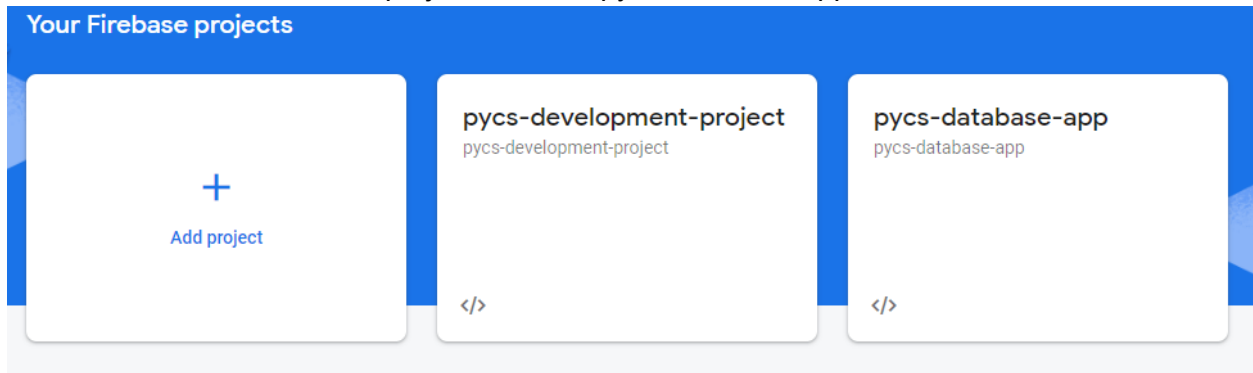 Your Firebase projects
pycs-development-project
pycs-development-project
pycs-database-app
pycs-database-app
+
Add project
</> </>